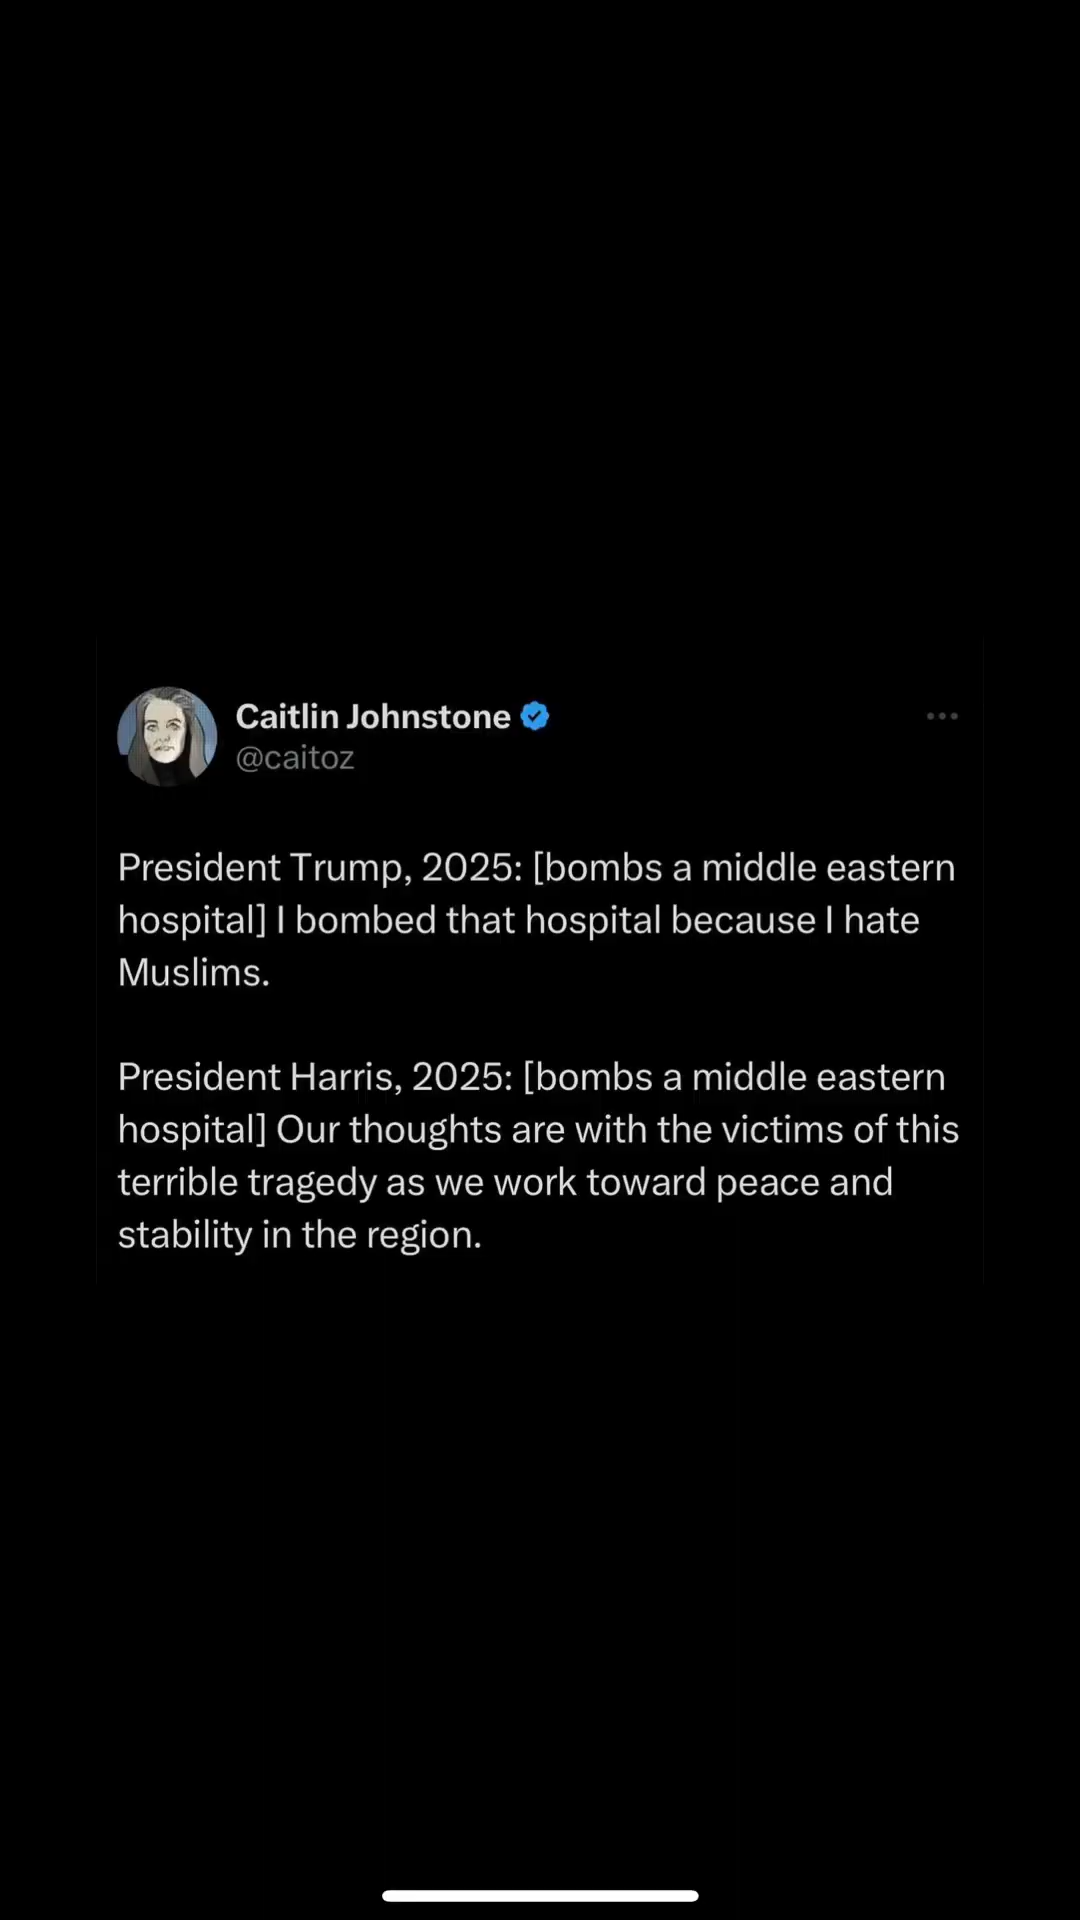 Caitlin Johnstone
@caitoz
President Trump, 2025: [bombs a middle eastern
hospital] I bombed that hospital because I hate
Muslims.
President Harris, 2025: [bombs a middle eastern
hospital] Our thoughts are with the victims of this
terrible tragedy as we work toward peace and
stability in the region.